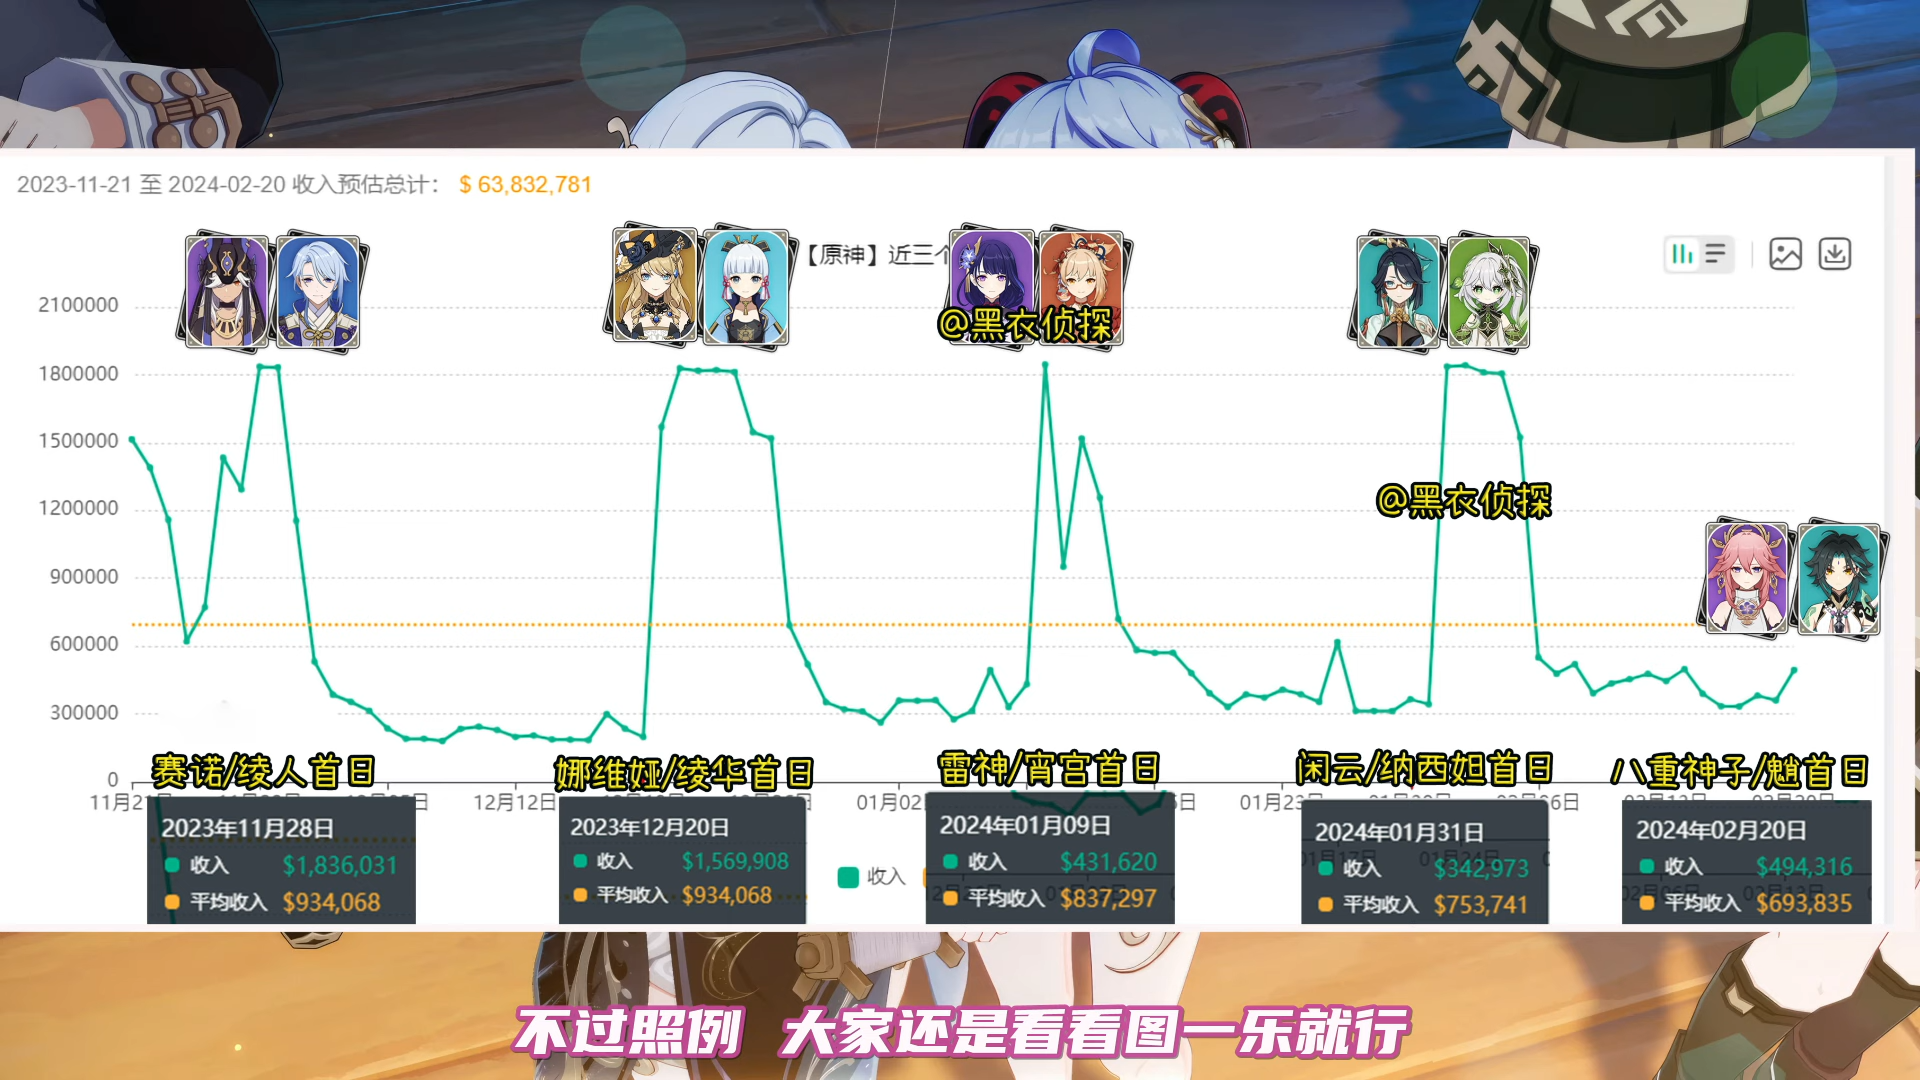 2023-11-21 至 2024-02-20 收入预估总计: $ 63,832,781
【原神】近三个
@黑衣侦探
2100000
1800000
1500000
1200000
900000
600000
300000
0
@黑衣侦探
赛诺/绫人首日
娜维娅/绫华首日
雷神/宵宫首日
闲云/纳西妲首日
八重神子/魈首日
11月21日
12月12日
01月02
01月23
2023年11月28日
收入 $1,836,031
平均收入 $934,068
2023年12月20日
收入 $1,569,908
平均收入 $934,068
收入
2024年01月09日
收入 $431,620
平均收入 $837,297
2024年01月31日
收入 $342,973
平均收入 $753,741
2024年02月20日
收入 $494,316
平均收入 $693,835
不过照例 大家还是看看图一乐就行